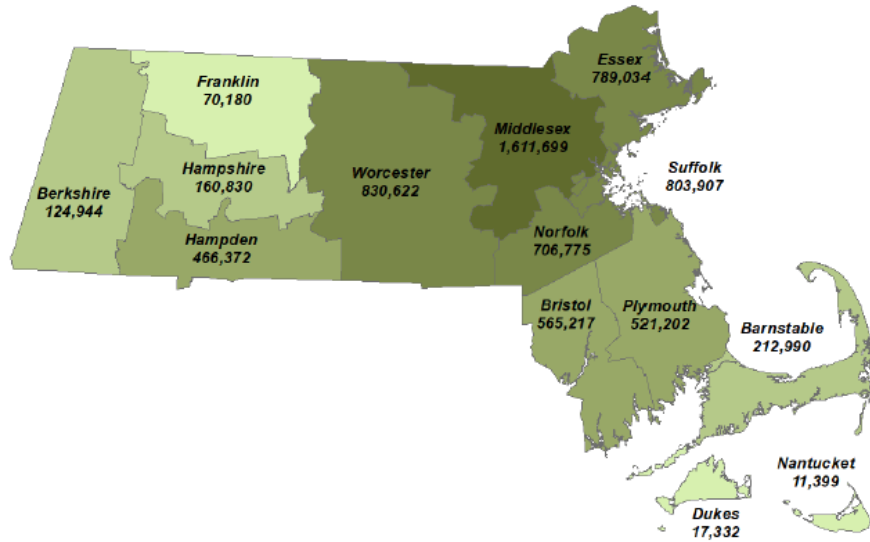 Essex
789,034
Franklin
70,180
Middlesex
1,611,699
Hampshire
160,830
Worcester
830,622
Suffolk
803,907
Berkshire
124,944
Hampden
466,372
Norfolk
706,775
Bristol
565,217
Plymouth
521,202
Barnstable
212,990
Nantucket
11,399
Dukes
17,332